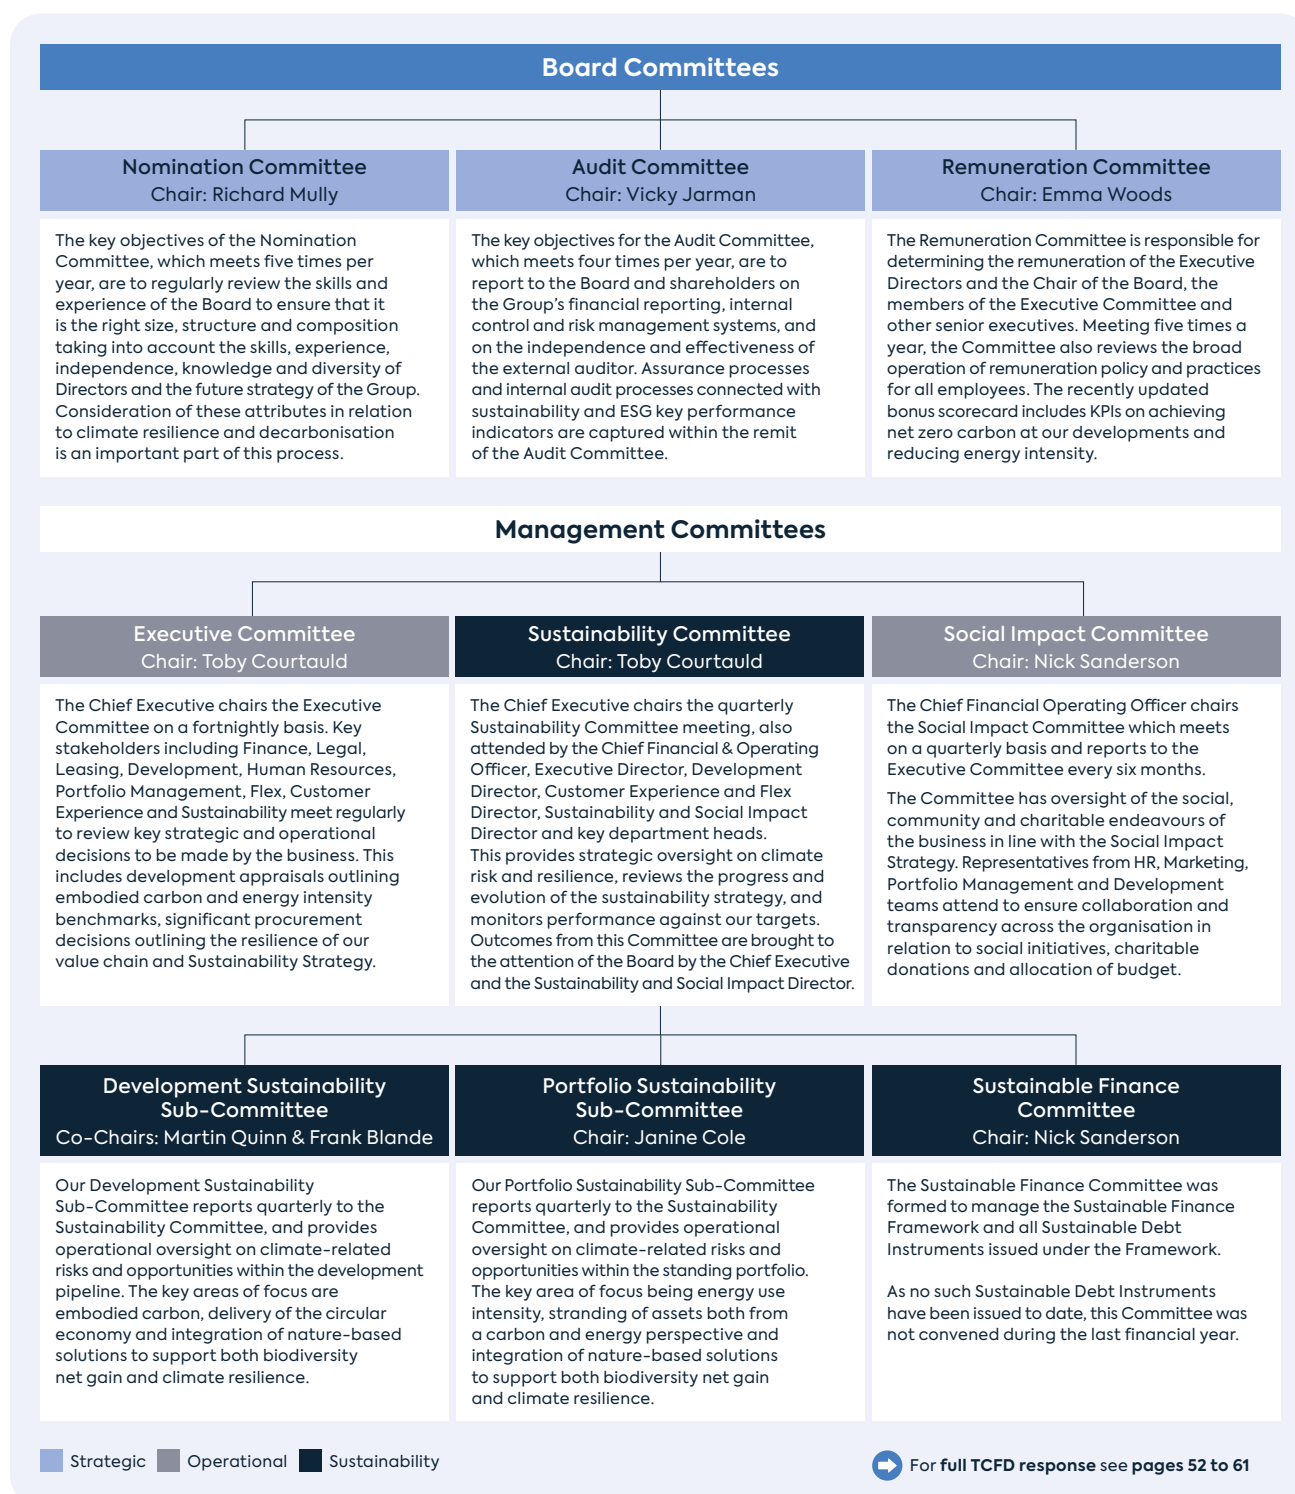 Board Committees
Nomination Committee
Chair: Richard Mully
The key objectives of the Nomination
Committee, which meets five times per
year, are to regularly review the skills and
experience of the Board to ensure that it
is the right size, structure and composition
taking into account the skills, experience,
independence, knowledge and diversity of
Directors and the future strategy of the Group.
Consideration of these attributes in relation
to climate resilience and decarbonisation
is an important part of this process.
Audit Committee
Chair: Vicky Jarman
The key objectives for the Audit Committee,
which meets four times per year, are to
report to the Board and shareholders on
the Group's financial reporting, internal
control and risk management systems, and
on the independence and effectiveness of
the external auditor. Assurance processes
and internal audit processes connected with
sustainability and ESG key performance
indicators are captured within the remit
of the Audit Committee.
Remuneration Committee
Chair: Emma Woods
The Remuneration Committee is responsible for
determining the remuneration of the Executive
Directors and the Chair of the Board, the
members of the Executive Committee and
other senior executives. Meeting five times a
year, the Committee also reviews the broad
operation of remuneration policy and practices
for all employees. The recently updated
bonus scorecard includes KPIs on achieving
net zero carbon at our developments and
reducing energy intensity.
Management Committees
Executive Committee
Chair: Toby Courtauld
The Chief Executive chairs the Executive
Committee on a fortnightly basis. Key
stakeholders including Finance, Legal,
Leasing, Development, Human Resources,
Portfolio Management, Flex, Customer
Experience and Sustainability meet regularly
to review key strategic and operational
decisions to be made by the business. This
includes development appraisals outlining
embodied carbon and energy intensity
benchmarks, significant procurement
decisions outlining the resilience of our
value chain and Sustainability Strategy.
Sustainability Committee
Chair: Toby Courtauld
The Chief Executive chairs the quarterly
Sustainability Committee meeting, also
attended by the Chief Financial & Operating
Officer, Executive Director, Development
Director, Customer Experience and Flex
Director, Sustainability and Social Impact
Director and key department heads.
This provides strategic oversight on climate
risk and resilience, reviews the progress and
evolution of the sustainability strategy, and
monitors performance against our targets.
Outcomes from this Committee are brought to
the attention of the Board by the Chief Executive
and the Sustainability and Social Impact Director.
Social Impact Committee
Chair: Nick Sanderson
The Chief Financial Operating Officer chairs
the Social Impact Committee which meets
on a quarterly basis and reports to the
Executive Committee every six months.
The Committee has oversight of the social,
community and charitable endeavours of
the business in line with the Social Impact
Strategy. Representatives from HR, Marketing,
Portfolio Management and Development
teams attend to ensure collaboration and
transparency across the organisation in
relation to social initiatives, charitable
donations and allocation of budget.
Development Sustainability
Sub-Committee
Co-Chairs: Martin Quinn & Frank Blande
Our Development Sustainability
Sub-Committee reports quarterly to the
Sustainability Committee, and provides
operational oversight on climate-related
risks and opportunities within the development
pipeline. The key areas of focus are
embodied carbon, delivery of the circular
economy and integration of nature-based
solutions to support both biodiversity
net gain and climate resilience.
Portfolio Sustainability
Sub-Committee
Chair: Janine Cole
Our Portfolio Sustainability Sub-Committee
reports quarterly to the Sustainability
Committee, and provides operational
oversight on climate-related risks and
opportunities within the standing portfolio.
The key area of focus being energy use
intensity, stranding of assets both from
a carbon and energy perspective and
integration of nature-based solutions
to support both biodiversity net gain
and climate resilience.
Sustainable Finance
Committee
Chair: Nick Sanderson
The Sustainable Finance Committee was
formed to manage the Sustainable Finance
Framework and all Sustainable Debt
Instruments issued under the Framework.
As no such Sustainable Debt Instruments
have been issued to date, this Committee was
not convened during the last financial year.
Strategic Operational Sustainability
For full TCFD response see pages 52 to 61